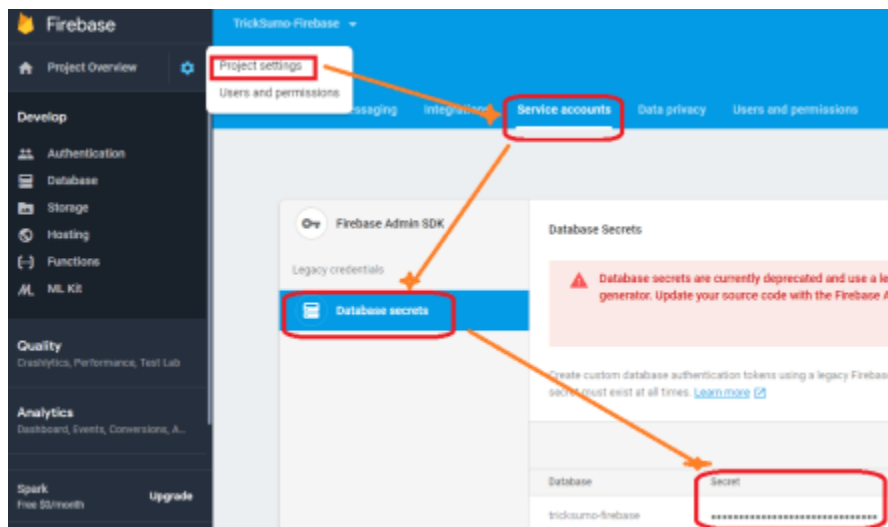 Firebase
TrickSumo-Firebase
Project Overview
Project settings
Users and permissions
Develop
essaging
Integrations
Service accounts
Data privacy
Users and permissions
Authentication
Database
Storage
Hosting
Functions
ML Kit
Firebase Admin SDK
Legacy credentials
Database secrets
Database Secrets
Database secrets are currently deprecated and use a le
generator. Update your source code with the Firebase A
Create custom database authentication tokens using a legacy Firebas
secret must exist at all times. Learn more
Quality
Crashlytics, Performance, Test Lab
Analytics
Dashboard, Events, Conversions, A...
Spark
Free $0/month
Upgrade
Database
Secret
tricksumo-firebase
••••••••••••••••••••••••••••••